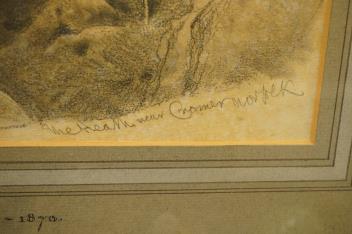 The heath near Cromer Norfolk
- 1870.